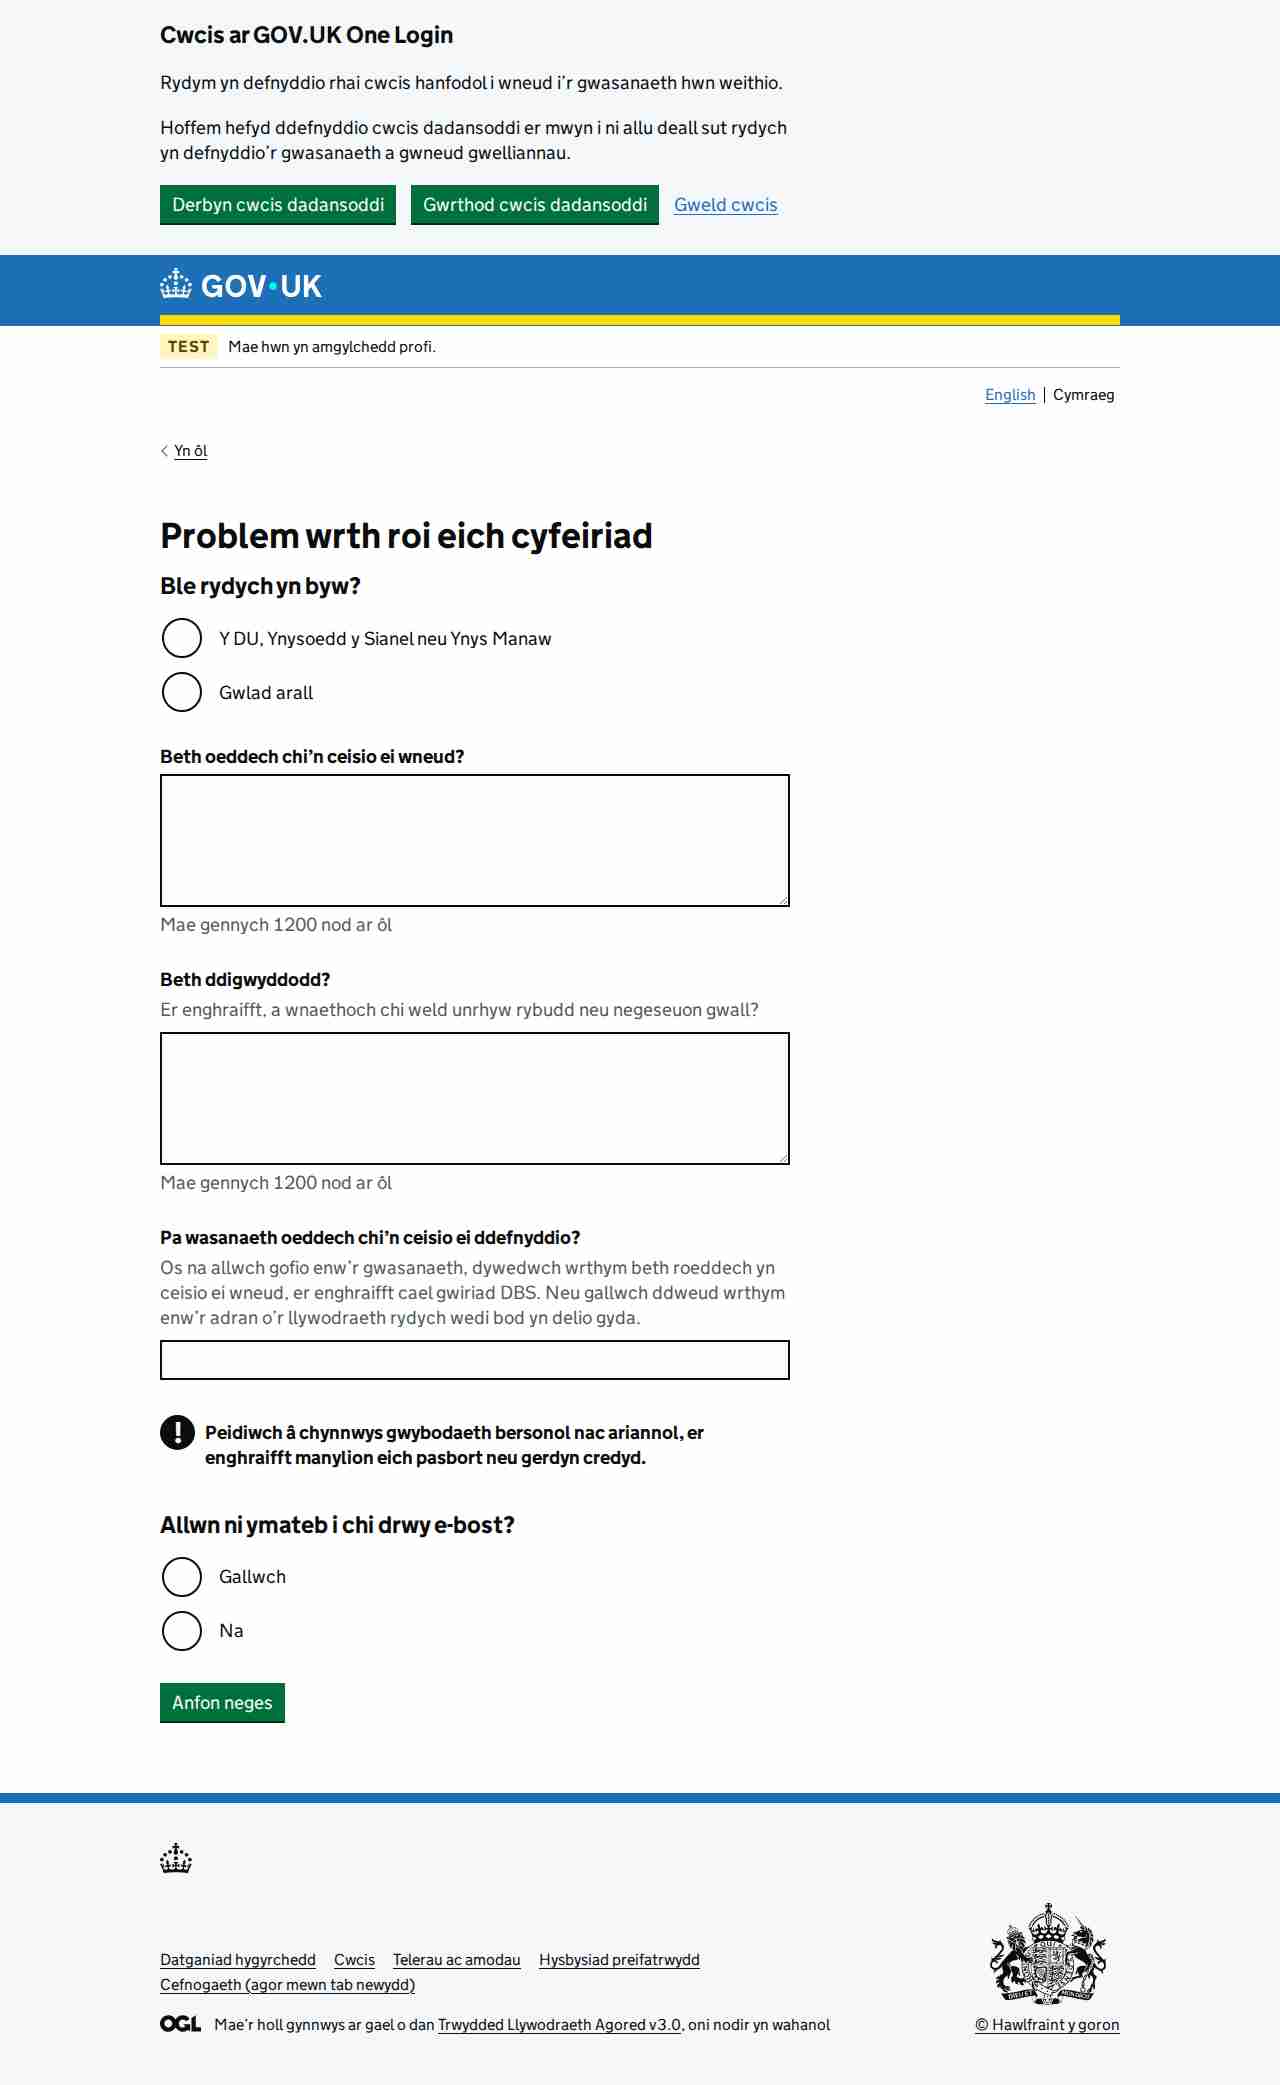 Cwcis ar GOV.UK One Login
Rydym yn defnyddio rhai cwcis hanfodol i wneud i’r gwasanaeth hwn weithio.
Hoffem hefyd ddefnyddio cwcis dadansoddi er mwyn i ni allu deall sut rydych
yn defnyddio’r gwasanaeth a gwneud gwelliannau.
Derbyn cwcis dadansoddi Gwrthod cwcis dadansoddi Gweld cwcis
GOV·UK
TEST Mae hwn yn amgylchedd profi.
English Cymraeg
Yn ôl
Problem wrth roi eich cyfeiriad
Ble rydych yn byw?
Y DU, Ynysoedd y Sianel neu Ynys Manaw
Gwlad arall
Beth oeddech chi’n ceisio ei wneud?
Mae gennych 1200 nod ar ôl
Beth ddigwyddodd?
Er enghraifft, a wnaethoch chi weld unrhyw rybudd neu negeseuon gwall?
Mae gennych 1200 nod ar ôl
Pa wasanaeth oeddech chi’n ceisio ei ddefnyddio?
Os na allwch gofio enw’r gwasanaeth, dywedwch wrthym beth roeddech yn
ceisio ei wneud, er enghraifft cael gwiriad DBS. Neu gallwch ddweud wrthym
enw’r adran o’r llywodraeth rydych wedi bod yn delio gyda.
! Peidiwch â chynnwys gwybodaeth bersonol nac ariannol, er
enghraifft manylion eich pasbort neu gerdyn credyd.
Allwn ni ymateb i chi drwy e-bost?
Gallwch
Na
Anfon neges
Datganiad hygyrchedd Cwcis Telerau ac amodau Hysbysiad preifatrwydd
Cefnogaeth (agor mewn tab newydd)
OGL Mae’r holl gynnwys ar gael o dan Trwydded Llywodraeth Agored v3.0, oni nodir yn wahanol
© Hawlfraint y goron